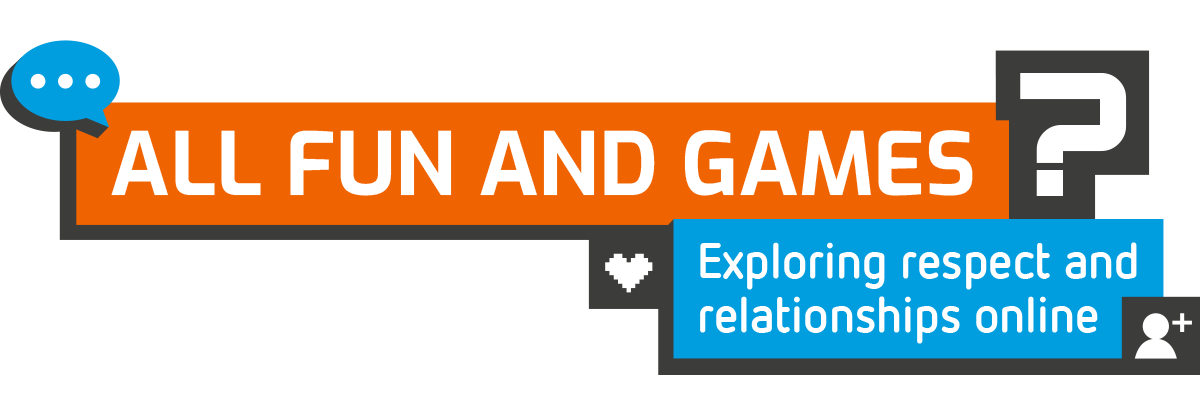 ALL FUN AND GAMES?
Exploring respect and
relationships online